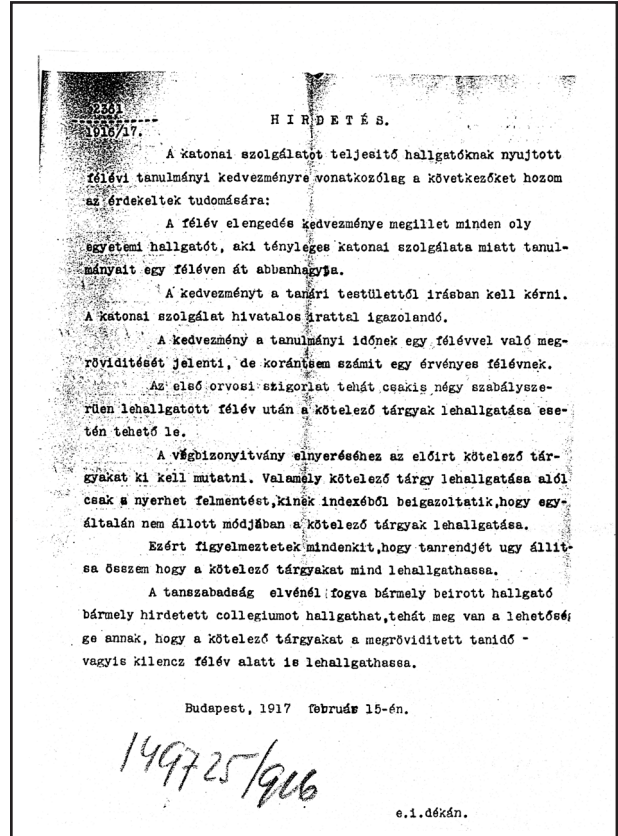 2361
1916/17.
HIRDETÉS.
A katonai szolgálatot teljesitő hallgatóknak nyujtott
félévi tanulmányi kedvezményre vonatkozólag a következőket hozom
az érdekeltek tudomására:
A félév elengedés kedvezménye megillet minden oly
egyetemi hallgatót, aki tényleges katonai szolgálata miatt tanul-
mányait egy féléven át abbanhagyja.
A kedvezményt a tanári testülettől irásban kell kérni.
A katonai szolgálat hivatalos irattal igazolandó.
A kedvezmény a tanulmányi időnek egy félévvel való meg-
röviditését jelenti, de korántsem számit egy érvényes félévnek.
Az első orvosi szigorlat tehát csakis négy szabálysze-
rüen lehallgatott félév után a kötelező tárgyak lehallgatása ese-
tén tehető le.
A végbizonyitvány elnyeréséhez az előirt kötelező tár-
gyakat ki kell mutatni. Valamely kötelező tárgy lehallgatása alól
csak a nyerhet felmentést,kinek indexéből beigazoltatik,hogy egy-
általán nem állott módjában a kötelező tárgyak lehallgatása.
Ezért figyelmeztetek mindenkit,hogy tanrendjét ugy állit-
sa összem hogy a kötelező tárgyakat mind lehallgathassa.
A tanszabadság elvénél fogva bármely beirott hallgató
bármely hirdetett collegiumot hallgathat,tehát meg van a lehetősé
ge annak, hogy a kötelező tárgyakat a megröviditett tanidő -
vagyis kilencz félév alatt is lehallgathassa.
Budapest, 1917 február 15-én.
149725/916
e.i.dékán.